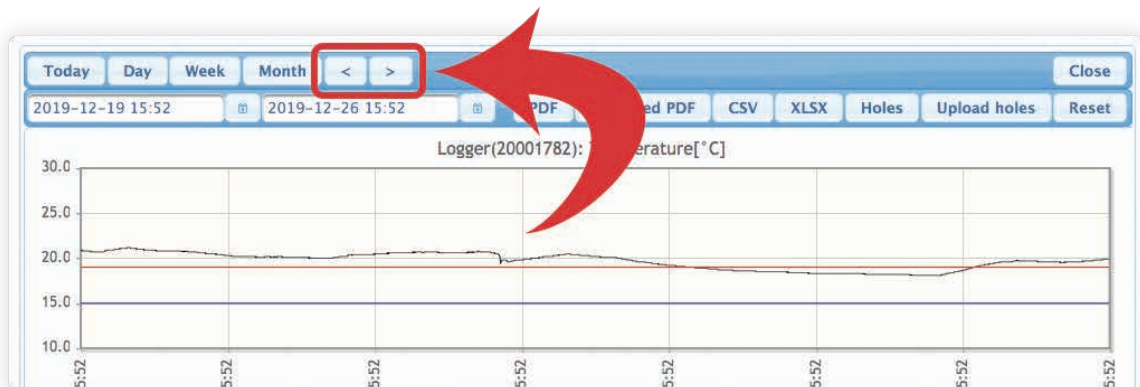 Today Day Week Month < > Close
2019-12-19 15:52 2019-12-26 15:52 PDF PDF CSV XLSX Holes Upload holes Reset
Logger(20001782): [°C]
30.0
25.0
20.0
15.0
10.0
5:52 5:52 5:52 5:52 5:52 5:52 5:52 5:52